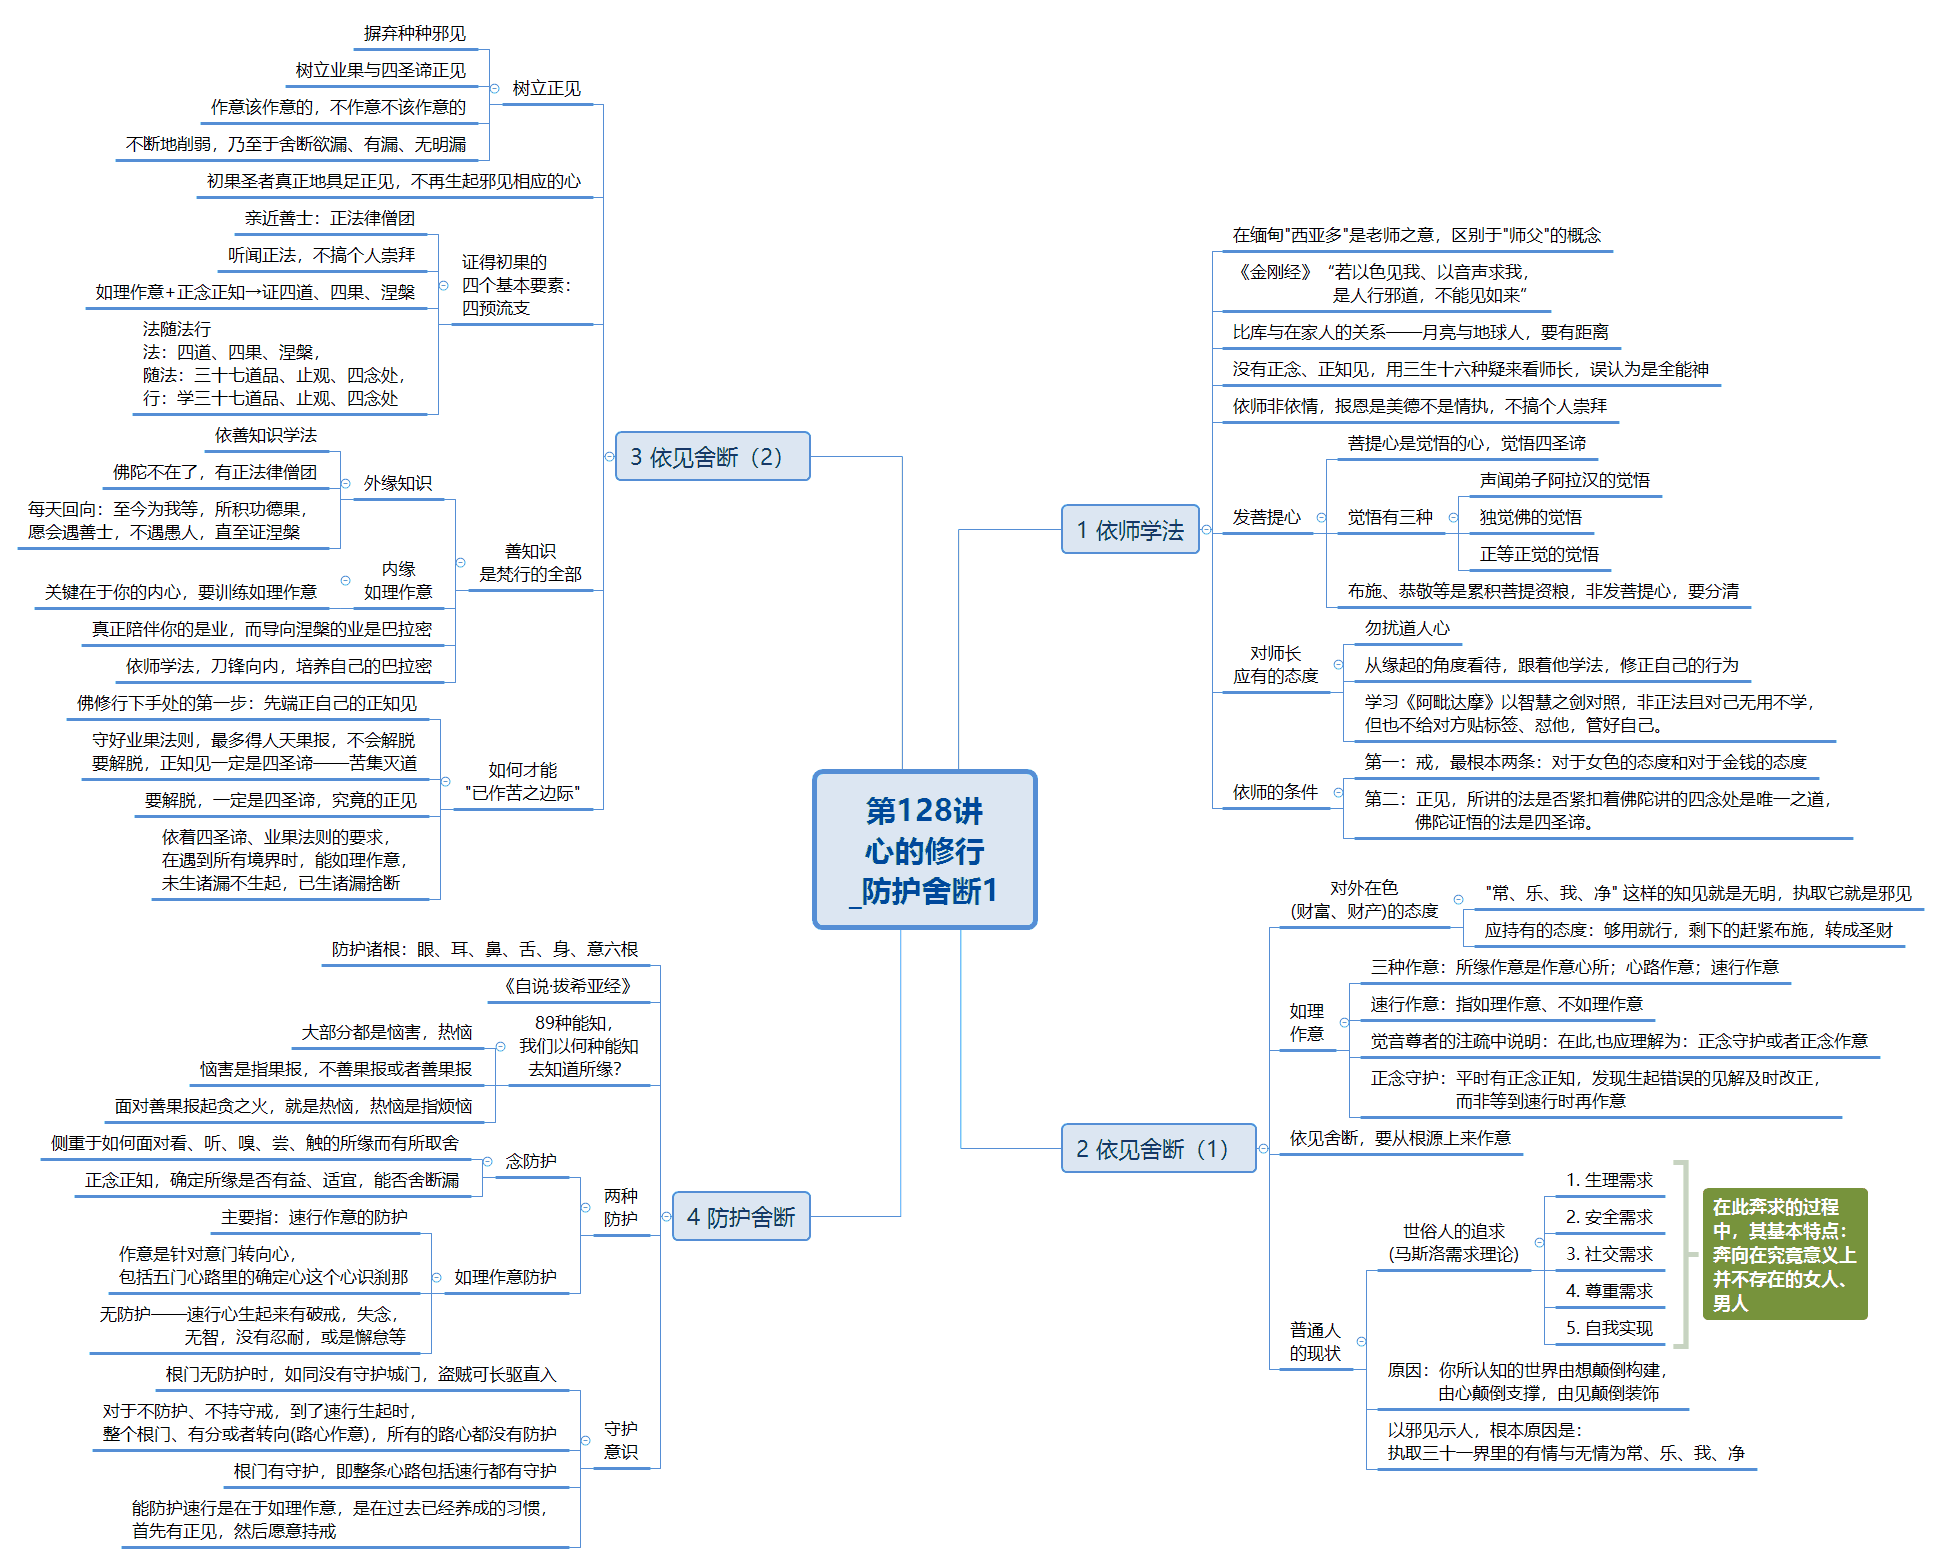 第128讲
心的修行
_防护舍断1
1 依师学法
在缅甸"西亚多"是老师之意，区别于"师父"的概念
《金刚经》“若以色见我、以音声求我，
是人行邪道，不能见如来”
比库与在家人的关系——月亮与地球人，要有距离
没有正念、正知见，用三生十六种疑来看师长，误认为是全能神
依师非依情，报恩是美德不是情执，不搞个人崇拜
发菩提心
菩提心是觉悟的心，觉悟四圣谛
觉悟有三种
声闻弟子阿拉汉的觉悟
独觉佛的觉悟
正等正觉的觉悟
布施、恭敬等是累积菩提资粮，非发菩提心，要分清
对师长
应有的态度
勿扰道人心
从缘起的角度看待，跟着他学法，修正自己的行为
学习《阿毗达摩》以智慧之剑对照，非正法且对己无用不学，
但也不给对方贴标签、怼他，管好自己。
依师的条件
第一：戒，最根本两条：对于女色的态度和对于金钱的态度
第二：正见，所讲的法是否紧扣着佛陀讲的四念处是唯一之道，
佛陀证悟的法是四圣谛。
2 依见舍断（1）
对外在色
(财富、财产)的态度
"常、乐、我、净" 这样的知见就是无明，执取它就是邪见
应持有的态度：够用就行，剩下的赶紧布施，转成圣财
如理
作意
三种作意：所缘作意是作意心所；心路作意；速行作意
速行作意：指如理作意、不如理作意
觉音尊者的注疏中说明：在此,也应理解为：正念守护或者正念作意
正念守护：平时有正念正知，发现生起错误的见解及时改正，
而非等到速行时再作意
依见舍断，要从根源上来作意
普通人
的现状
世俗人的追求
(马斯洛需求理论)
1. 生理需求
2. 安全需求
3. 社交需求
4. 尊重需求
5. 自我实现
在此奔求的过程
中，其基本特点：
奔向在究竟意义上
并不存在的女人、
男人
原因：你所认知的世界由想颠倒构建，
由心颠倒支撑，由见颠倒装饰
以邪见示人，根本原因是：
执取三十一界里的有情与无情为常、乐、我、净
3 依见舍断（2）
树立正见
摒弃种种邪见
树立业果与四圣谛正见
作意该作意的，不作意不该作意的
不断地削弱，乃至于舍断欲漏、有漏、无明漏
初果圣者真正地具足正见，不再生起邪见相应的心
证得初果的
四个基本要素：
四预流支
亲近善士：正法律僧团
听闻正法，不搞个人崇拜
如理作意+正念正知→证四道、四果、涅槃
法随法行
法：四道、四果、涅槃，
随法：三十七道品、止观、四念处，
行：学三十七道品、止观、四念处
善知识
是梵行的全部
外缘知识
依善知识学法
佛陀不在了，有正法律僧团
每天回向：至今为我等，所积功德果，
愿会遇善士，不遇愚人，直至证涅槃
内缘
如理作意
关键在于你的内心，要训练如理作意
真正陪伴你的是业，而导向涅槃的业是巴拉密
依师学法，刀锋向内，培养自己的巴拉密
如何才能
"已作苦之边际"
佛修行下手处的第一步：先端正自己的正知见
守好业果法则，最多得人天果报，不会解脱
要解脱，正知见一定是四圣谛——苦集灭道
要解脱，一定是四圣谛，究竟的正见
依着四圣谛、业果法则的要求，
在遇到所有境界时，能如理作意，
未生诸漏不生起，已生诸漏捨断
4 防护舍断
防护诸根：眼、耳、鼻、舌、身、意六根
《自说·拔希亚经》
89种能知，
我们以何种能知
去知道所缘？
大部分都是恼害，热恼
恼害是指果报，不善果报或者善果报
面对善果报起贪之火，就是热恼，热恼是指烦恼
两种
防护
念防护
侧重于如何面对看、听、嗅、尝、触的所缘而有所取舍
正念正知，确定所缘是否有益、适宜，能否舍断漏
如理作意防护
主要指：速行作意的防护
作意是针对意门转向心，
包括五门心路里的确定心这个心识刹那
无防护——速行心生起来有破戒，失念，
无智，没有忍耐，或是懈怠等
守护
意识
根门无防护时，如同没有守护城门，盗贼可长驱直入
对于不防护、不持守戒，到了速行生起时，
整个根门、有分或者转向(路心作意)，所有的路心都没有防护
根门有守护，即整条心路包括速行都有守护
能防护速行是在于如理作意，是在过去已经养成的习惯，
首先有正见，然后愿意持戒